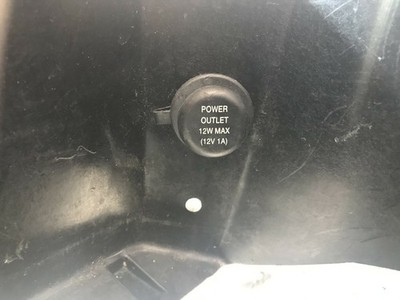 POWER
OUTLET
12W MAX
(12V 1A)